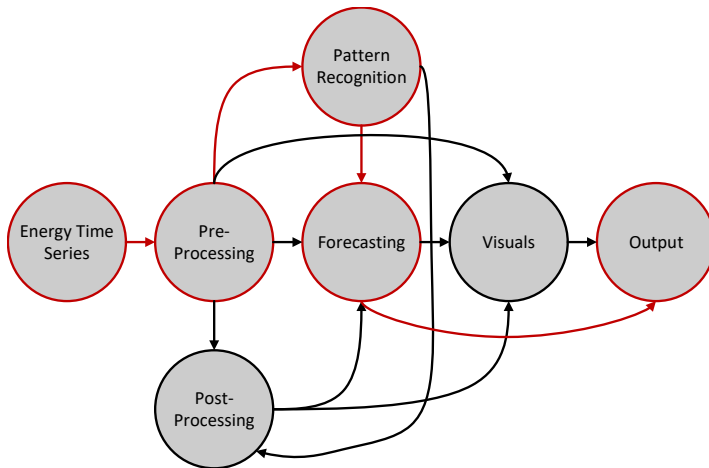 Pattern
Recognition
Energy Time
Series
Pre-
Processing
Forecasting
Visuals
Output
Post-
Processing